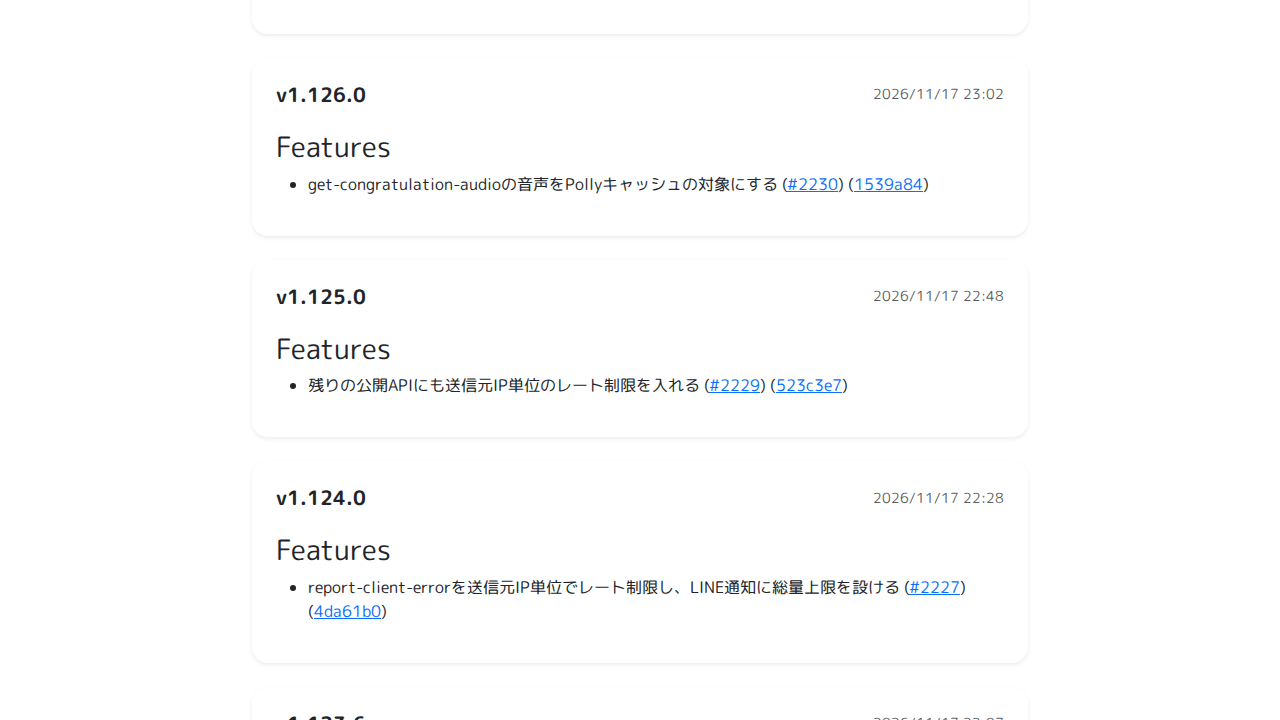 v1.126.0
2026/11/17 23:02
Features
get-congratulation-audioの音声をPollyキャッシュの対象にする (#2230) (1539a84)
v1.125.0
2026/11/17 22:48
Features
残りの公開APIにも送信元IP単位のレート制限を入れる (#2229) (523c3e7)
v1.124.0
2026/11/17 22:28
Features
report-client-errorを送信元IP単位でレート制限し、LINE通知に総量上限を設ける (#2227)
(4da61b0)